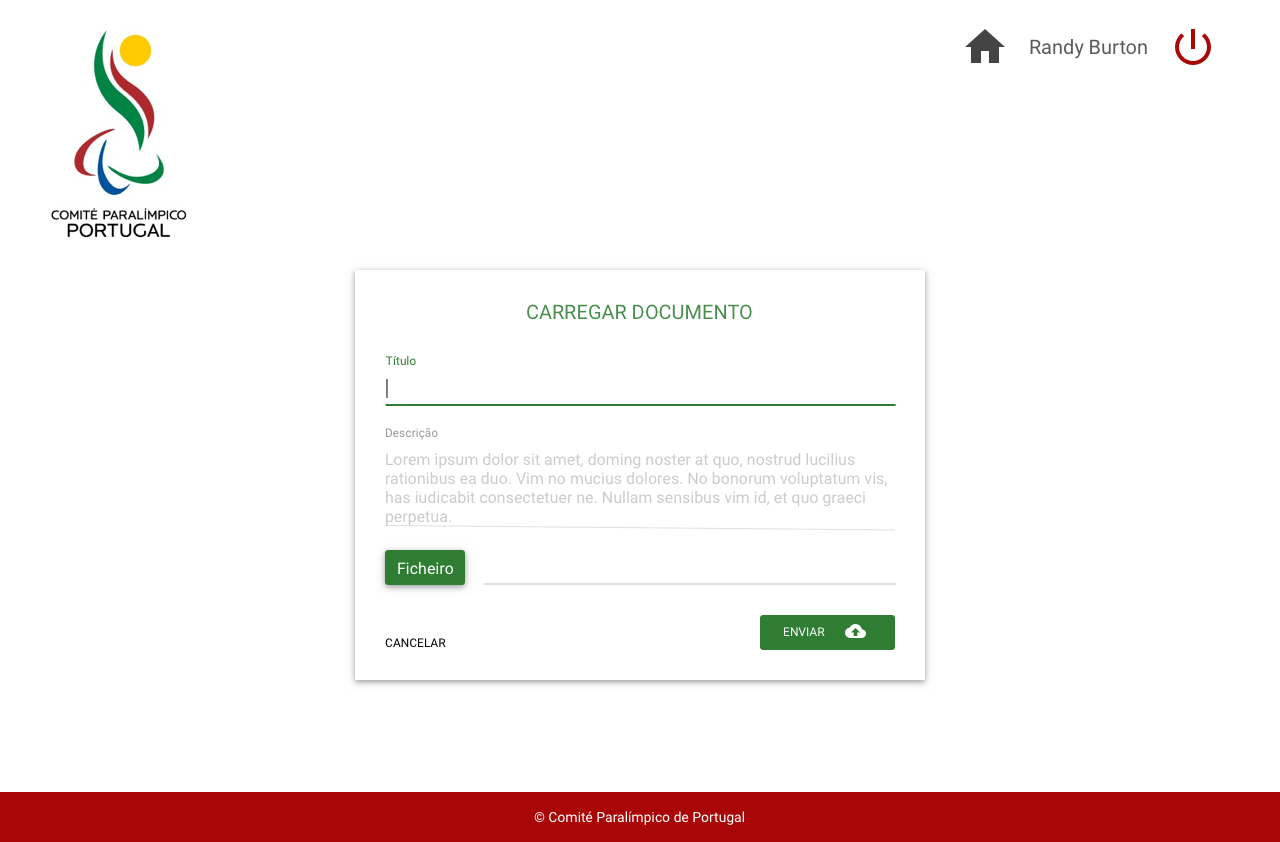 Randy Burton
COMITÉ PARALÍMPICO
PORTUGAL
CARREGAR DOCUMENTO
Título
Descrição
Lorem ipsum dolor sit amet, doming noster at quo, nostrud lucilius
rationibus ea duo. Vim no mucius dolores. No bonorum voluptatum vis,
has iudicabit consectetuer ne. Nullam sensibus vim id, et quo graeci
perpetua.
Ficheiro
ENVIAR
CANCELAR
© Comité Paralímpico de Portugal